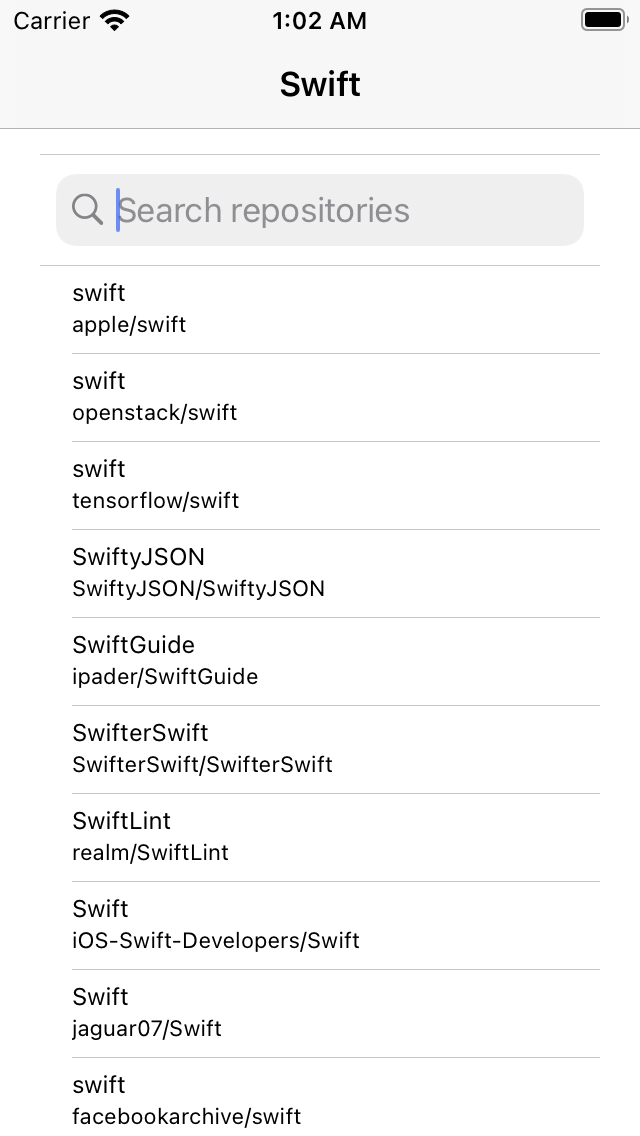 Carrier 1:02 AM
Swift
Search repositories
swift
apple/swift
swift
openstack/swift
swift
tensorflow/swift
SwiftyJSON
SwiftyJSON/SwiftyJSON
SwiftGuide
ipader/SwiftGuide
SwifterSwift
SwifterSwift/SwifterSwift
SwiftLint
realm/SwiftLint
Swift
iOS-Swift-Developers/Swift
Swift
jaguar07/Swift
swift
facebookarchive/swift